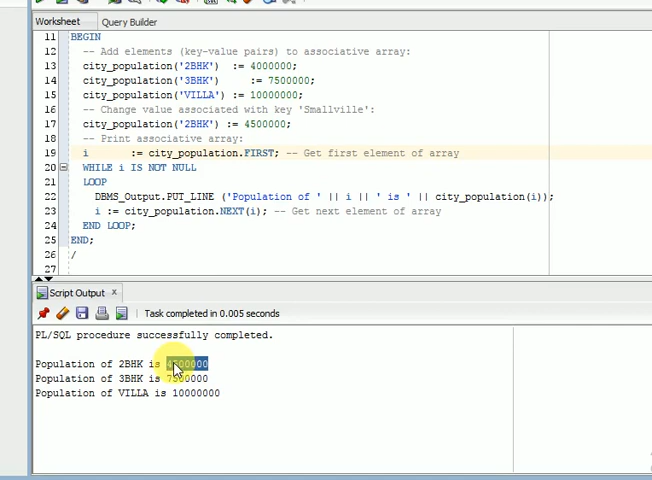 Worksheet Query Builder
11 BEGIN
12 -- Add elements (key-value pairs) to associative array:
13 city_population('2BHK') := 4000000;
14 city_population('3BHK') := 7500000;
15 city_population('VILLA') := 10000000;
16 -- Change value associated with key 'Smallville':
17 city_population('2BHK') := 4500000;
18 -- Print associative array:
19 i := city_population.FIRST; -- Get first element of array
20 WHILE i IS NOT NULL
21 LOOP
22 DBMS_Output.PUT_LINE ('Population of ' || i || ' is ' || city_population(i));
23 i := city_population.NEXT(i); -- Get next element of array
24 END LOOP;
25 END;
26 /
27
Script Output x
Task completed in 0.005 seconds
PL/SQL procedure successfully completed.
Population of 2BHK is 4500000
Population of 3BHK is 7500000
Population of VILLA is 10000000